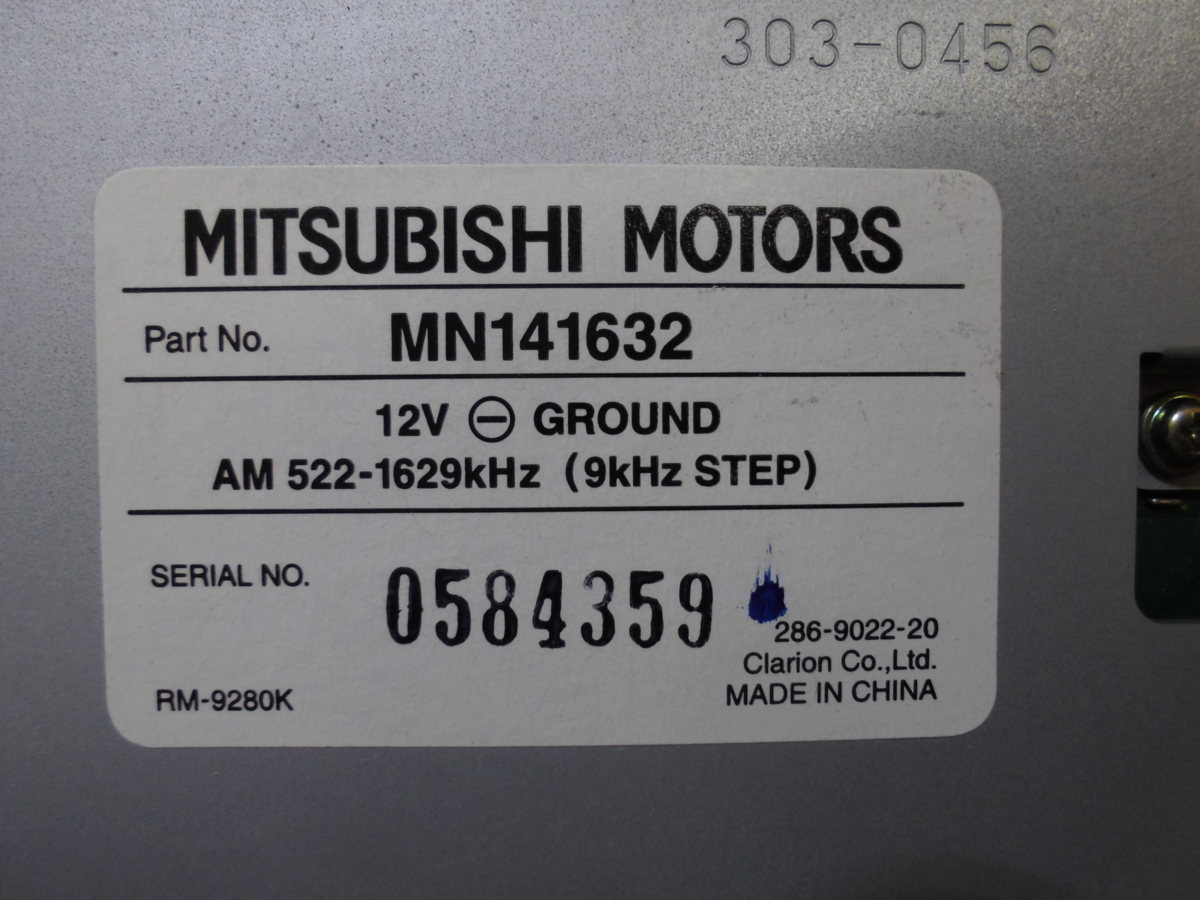 303-0456
MITSUBISHI MOTORS
Part No. MN141632
12V ⊖ GROUND
AM 522-1629kHz (9kHz STEP)
SERIAL NO. 0584359
286-9022-20
Clarion Co.,Ltd.
RM-9280K MADE IN CHINA